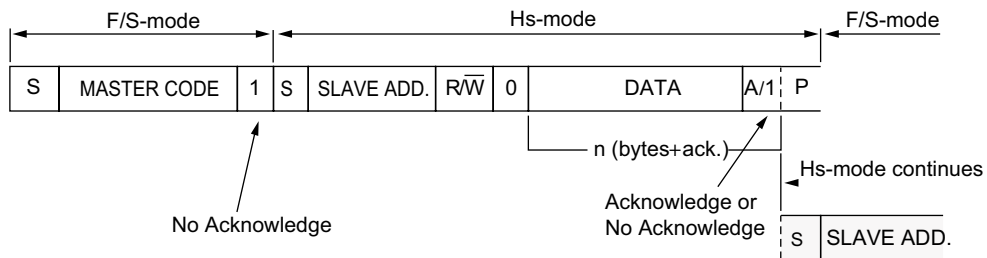 F/S-mode Hs-mode F/S-mode
S MASTER CODE 1 S SLAVE ADD. R/W̅ 0 DATA A/1 P
n (bytes+ack.)
Hs-mode continues
No Acknowledge
Acknowledge or
No Acknowledge
S SLAVE ADD.